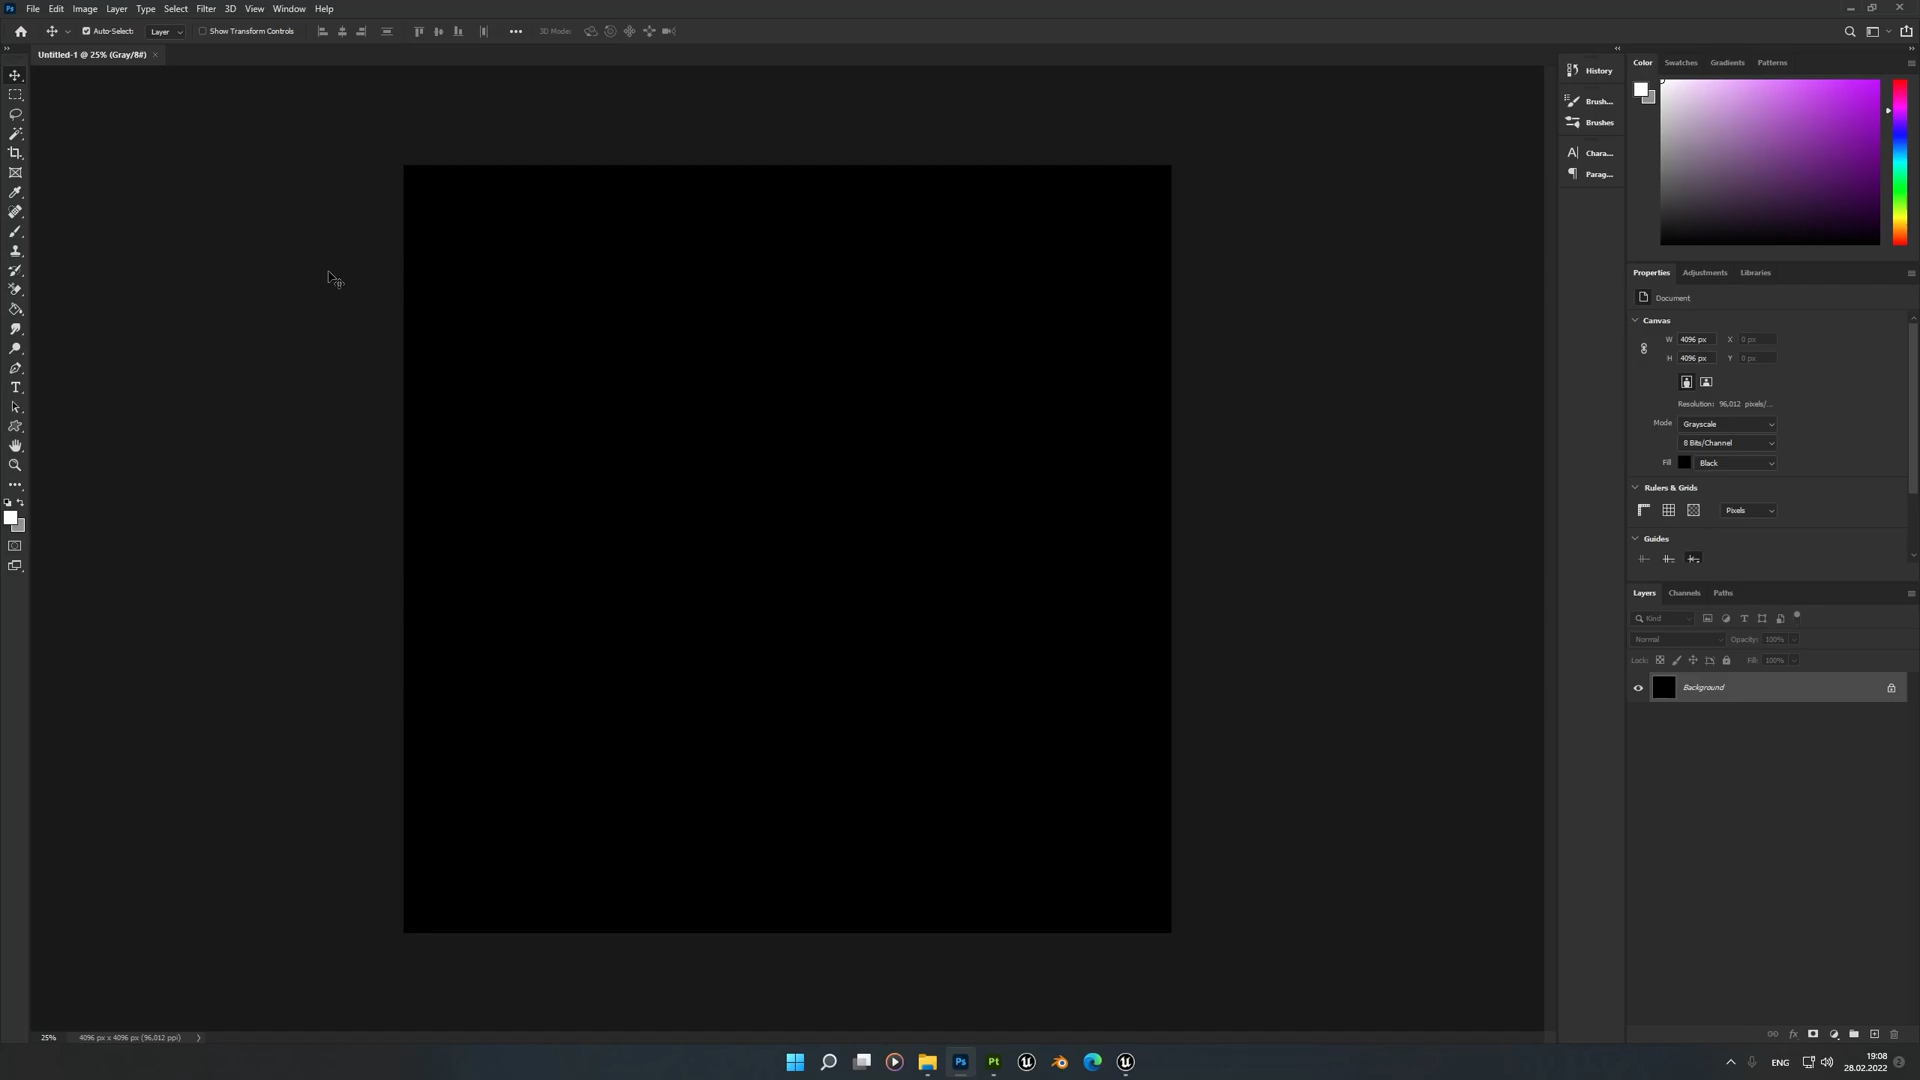 Ps File Edit Image Layer Type Select Filter 3D View Window Help
Auto-Select: Layer Show Transform Controls 3D Mode:
Untitled-1 @ 25% (Gray/8#)
History
Brush...
Brushes
Chara...
Parag...
Color Swatches Gradients Patterns
Properties Adjustments Libraries
Document
Canvas
W 4096 px X 0 px
H 4096 px Y 0 px
Resolution: 96,012 pixels/...
Mode Grayscale
8 Bits/Channel
Fill Black
Rulers & Grids
Pixels
Guides
Layers Channels Paths
Kind
Normal Opacity: 100%
Lock: Fill: 100%
Background
25% 4096 px x 4096 px (96,012 ppi)
Ps Pt
ENG
19:08
28.02.2022
2